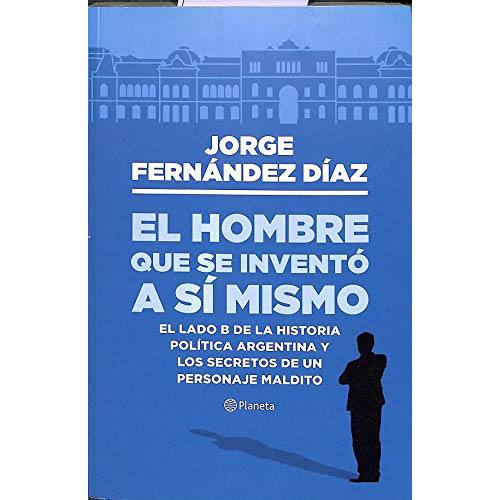 JORGE
FERNÁNDEZ DÍAZ
EL HOMBRE
QUE SE INVENTÓ
A SÍ MISMO
EL LADO B DE LA HISTORIA
POLÍTICA ARGENTINA Y
LOS SECRETOS DE UN
PERSONAJE MALDITO
Planeta